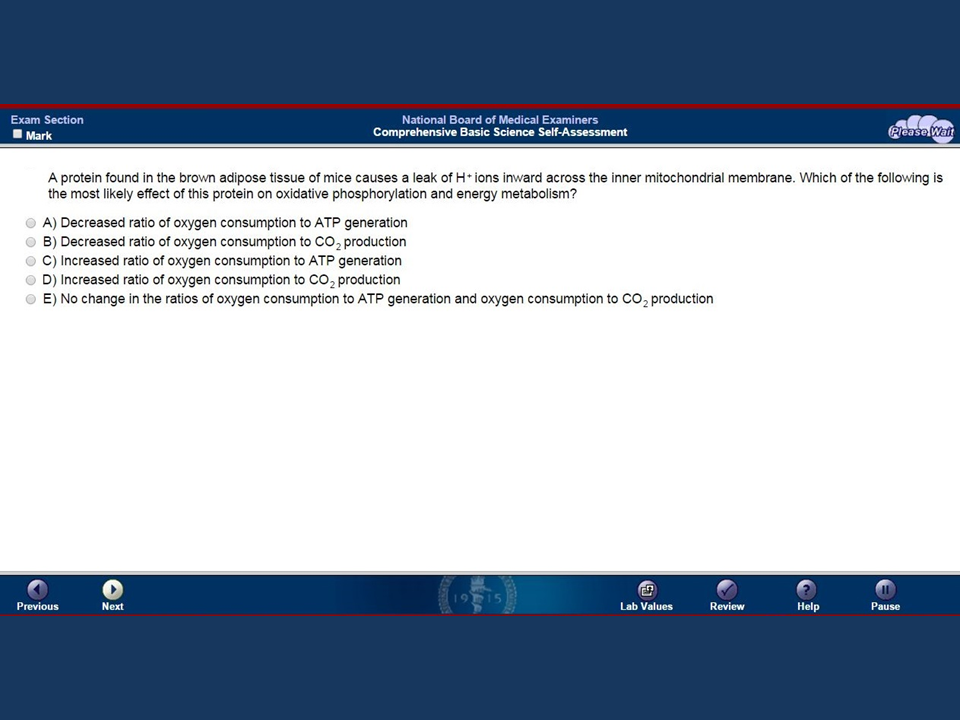 Exam Section
Mark
National Board of Medical Examiners
Comprehensive Basic Science Self-Assessment
Please Wait
A protein found in the brown adipose tissue of mice causes a leak of H⁺ ions inward across the inner mitochondrial membrane. Which of the following is
the most likely effect of this protein on oxidative phosphorylation and energy metabolism?
A) Decreased ratio of oxygen consumption to ATP generation
B) Decreased ratio of oxygen consumption to CO₂ production
C) Increased ratio of oxygen consumption to ATP generation
D) Increased ratio of oxygen consumption to CO₂ production
E) No change in the ratios of oxygen consumption to ATP generation and oxygen consumption to CO₂ production
Previous
Next
1915
Lab Values
Review
Help
Pause